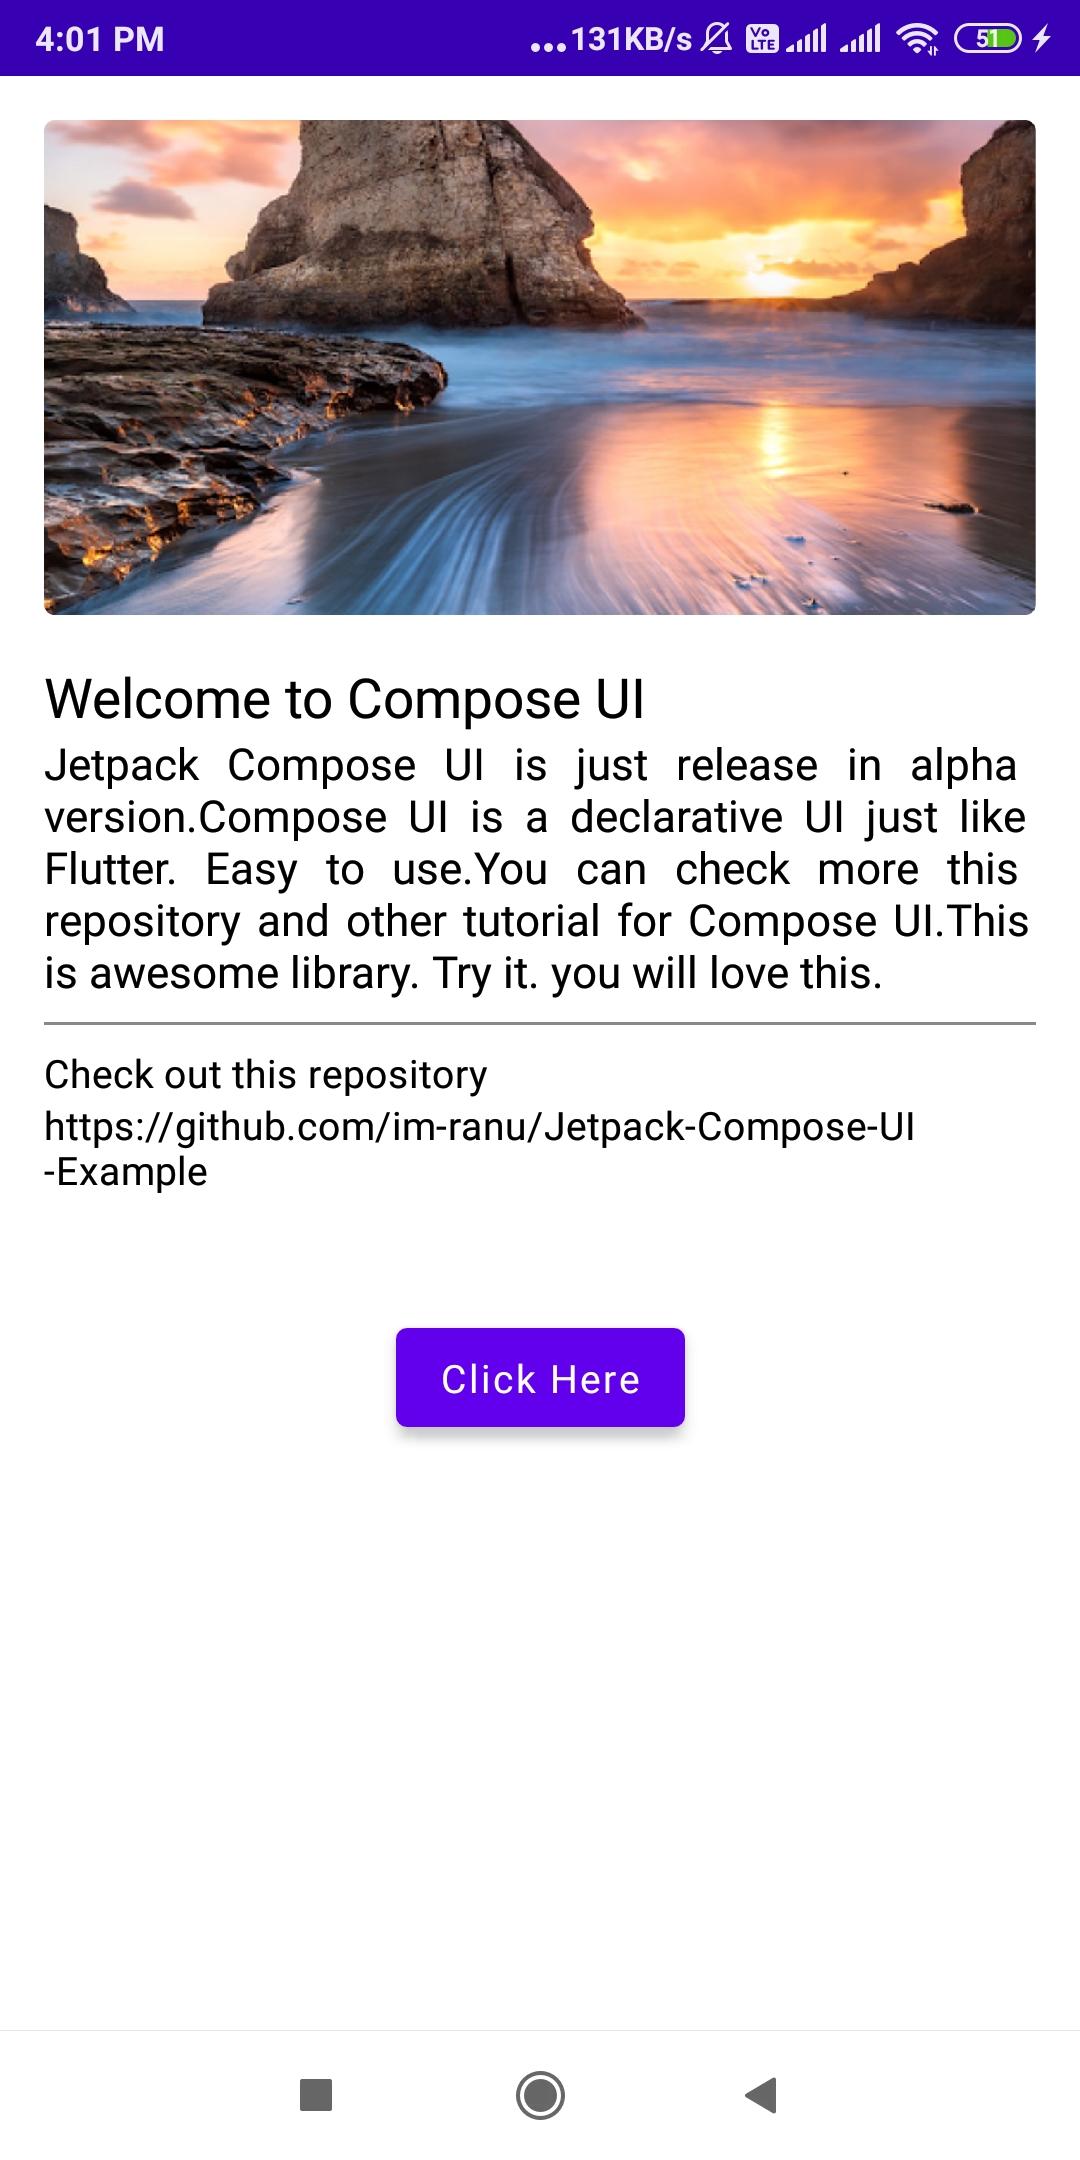 4:01 PM ...131KB/s Vo LTE 51
Welcome to Compose UI
Jetpack Compose UI is just release in alpha
version.Compose UI is a declarative UI just like
Flutter. Easy to use.You can check more this
repository and other tutorial for Compose UI.This
is awesome library. Try it. you will love this.
Check out this repository
https://github.com/im-ranu/Jetpack-Compose-UI
-Example
Click Here